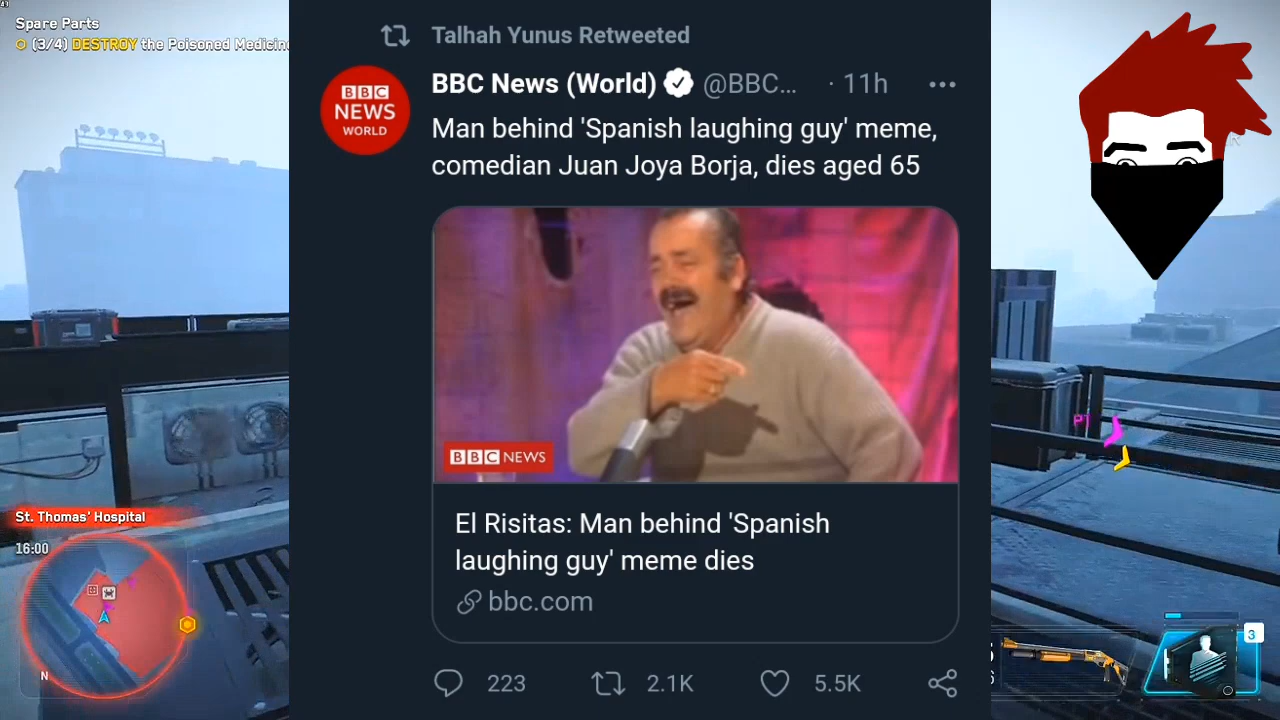 43
Spare Parts
(3/4) DESTROY the Poisoned Medicine
Talhah Yunus Retweeted
BBC News (World) @BBC... · 11h
BBC
NEWS
WORLD
Man behind 'Spanish laughing guy' meme,
comedian Juan Joya Borja, dies aged 65
BBC NEWS
El Risitas: Man behind 'Spanish
laughing guy' meme dies
bbc.com
223 2.1K 5.5K
St. Thomas' Hospital
16:00
N
3